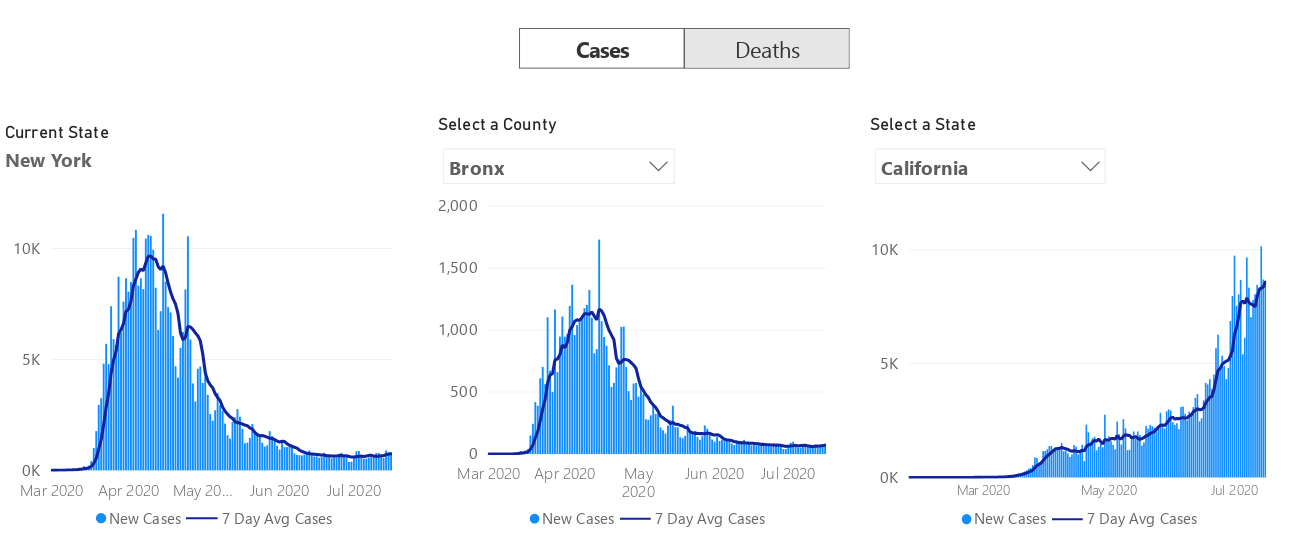 Cases
Deaths
Current State
New York
10K
5K
0K
Mar 2020
Apr 2020
May 20...
Jun 2020
Jul 2020
New Cases
7 Day Avg Cases
Select a County
Bronx
2,000
1,500
1,000
500
0
Mar 2020
Apr 2020
May
2020
Jun 2020
Jul 2020
New Cases
7 Day Avg Cases
Select a State
California
10K
5K
0K
Mar 2020
May 2020
Jul 2020
New Cases
7 Day Avg Cases